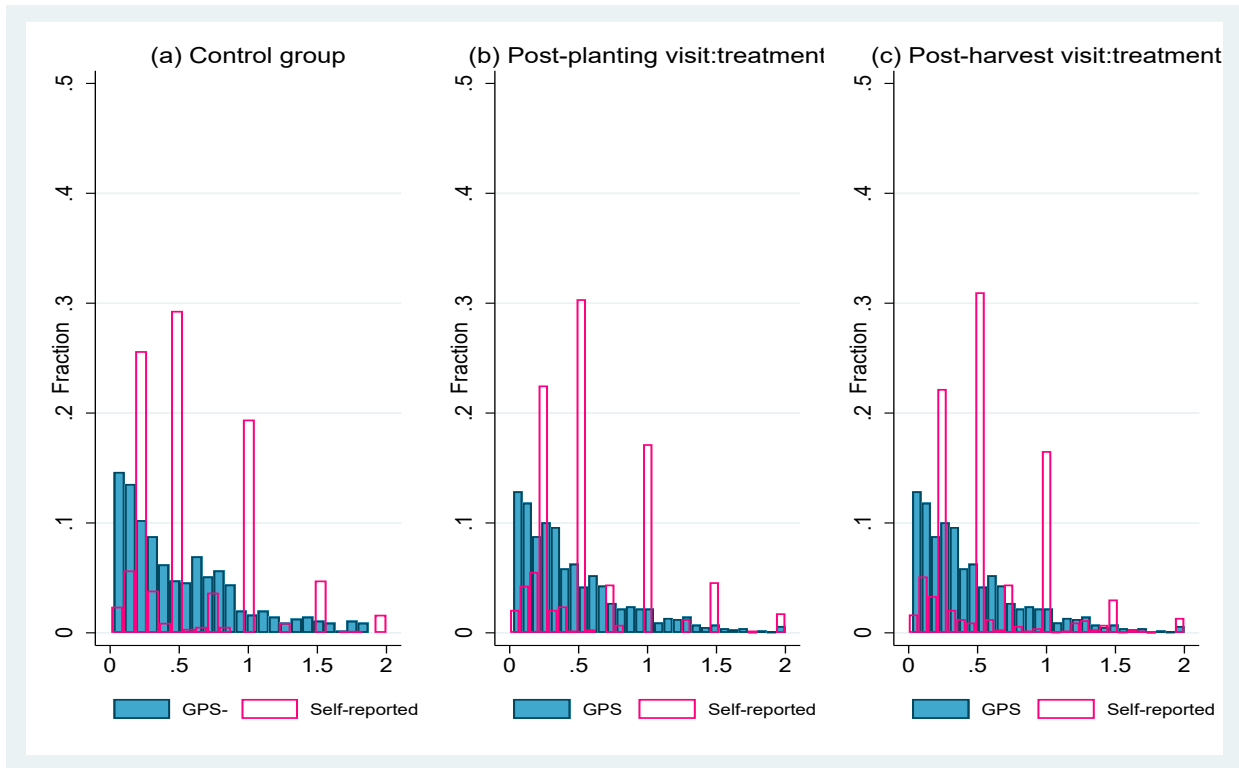 (a) Control group
(b) Post-planting visit:treatment
(c) Post-harvest visit:treatment
Fraction
0 .1 .2 .3 .4 .5
0 .5 1 1.5 2
GPS- Self-reported
Fraction
0 .1 .2 .3 .4 .5
0 .5 1 1.5 2
GPS Self-reported
Fraction
0 .1 .2 .3 .4 .5
0 .5 1 1.5 2
GPS Self-reported